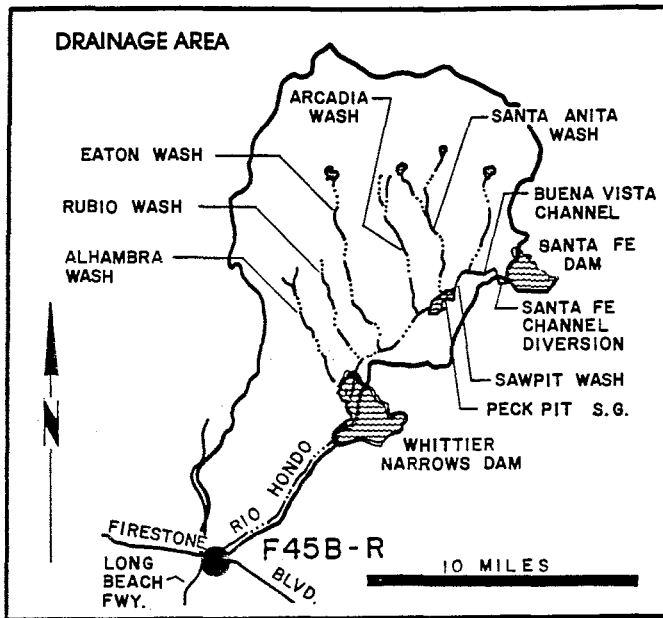 DRAINAGE AREA
ARCADIA
WASH
SANTA ANITA
WASH
EATON WASH
BUENA VISTA
CHANNEL
RUBIO WASH
SANTA FE
DAM
ALHAMBRA
WASH
SANTA FE
CHANNEL
DIVERSION
SAWPIT WASH
PECK PIT S.G.
N
WHITTIER
NARROWS DAM
RIO HONDO
FIRESTONE
BLVD.
F45B-R
LONG
BEACH
FWY.
10 MILES